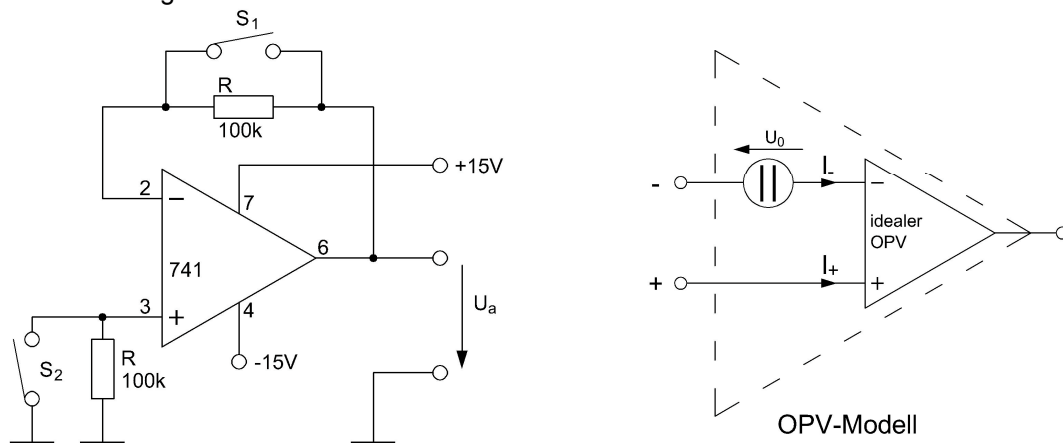 S1
R
100k
+15V
2
−
7
741
6
3
+
4
-15V
Ua
S2
R
100k
U0
-
I-
−
idealer
OPV
+
I+
+
OPV-Modell